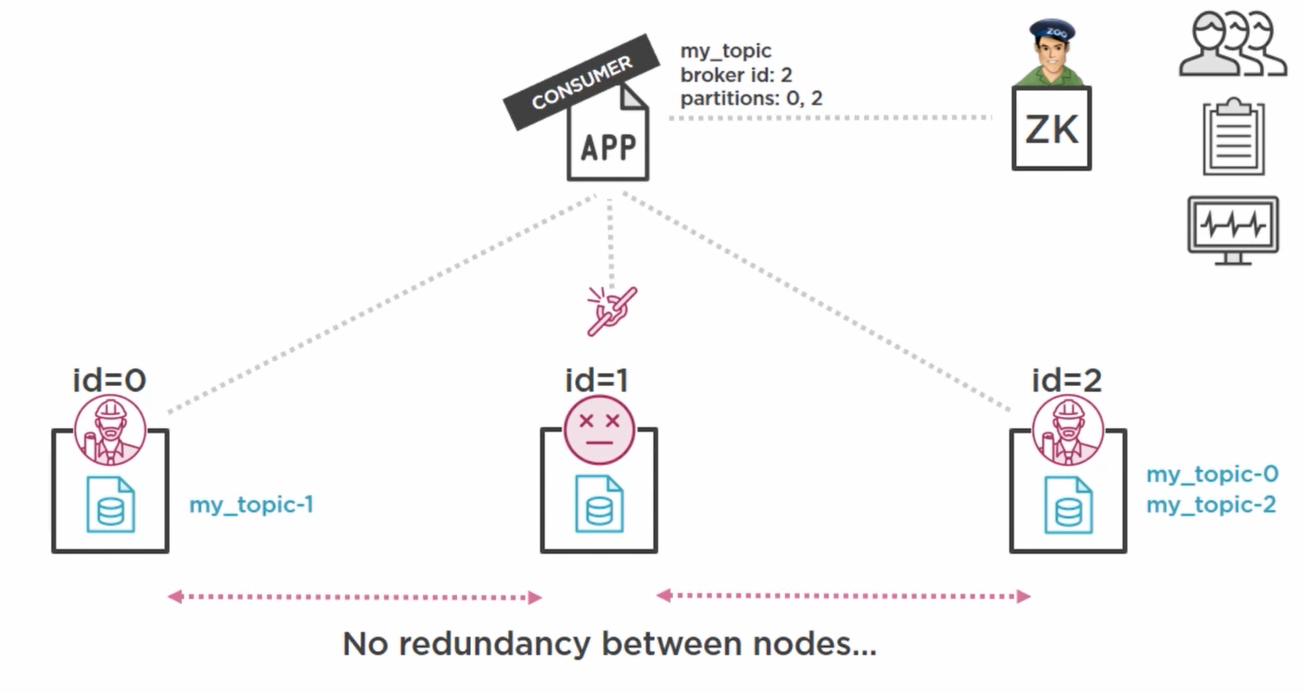 CONSUMER
APP
my_topic
broker id: 2
partitions: 0, 2
ZOO
ZK
id=0
id=1
id=2
my_topic-1
my_topic-0
my_topic-2
No redundancy between nodes...